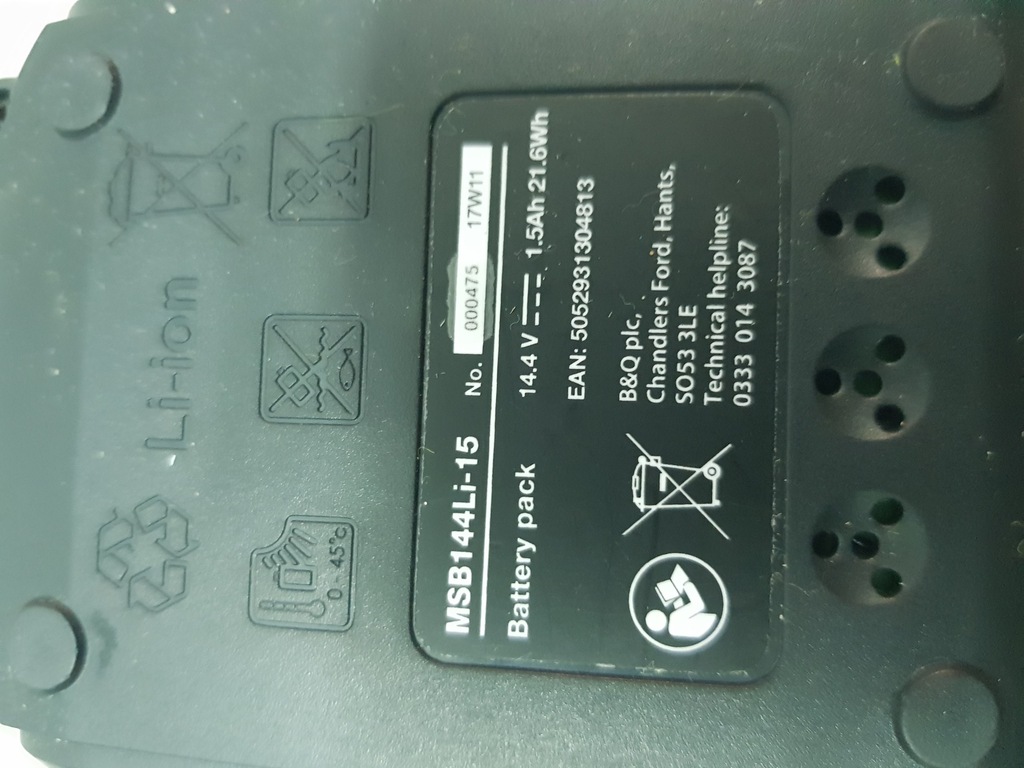 Li-ion
0 - 45°C
MSB144Li-15 No. 000475 17W11
Battery pack 14.4 V 1.5Ah 21.6Wh
EAN: 5052931304813
B&Q plc,
Chandlers Ford, Hants,
SO53 3LE
Technical helpline:
0333 014 3087